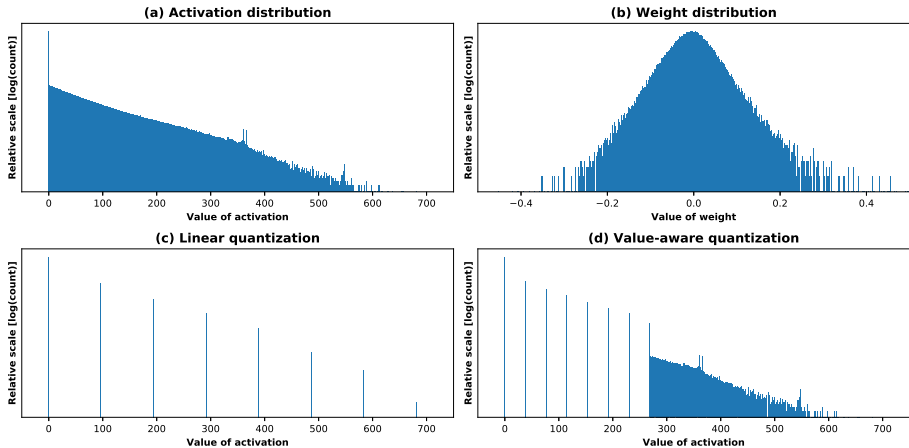 (a) Activation distribution
Relative scale [log(count)]
0 100 200 300 400 500 600 700
Value of activation
(b) Weight distribution
Relative scale [log(count)]
−0.4 −0.2 0.0 0.2 0.4
Value of weight
(c) Linear quantization
Relative scale [log(count)]
0 100 200 300 400 500 600 700
Value of activation
(d) Value-aware quantization
Relative scale [log(count)]
0 100 200 300 400 500 600 700
Value of activation